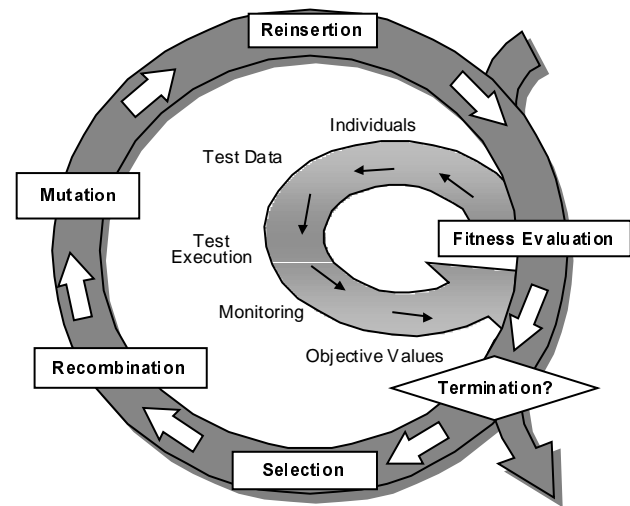 Reinsertion
Individuals
Test Data
Mutation
Test
Execution
Fitness Evaluation
Monitoring
Objective Values
Recombination
Termination?
Selection